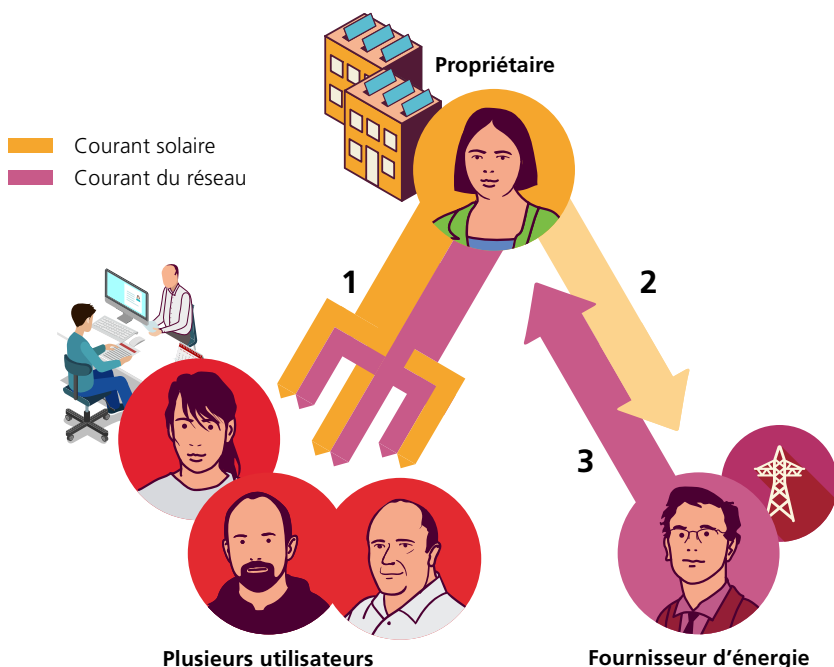 Propriétaire
Courant solaire
Courant du réseau
1
2
3
Plusieurs utilisateurs
Fournisseur d’énergie